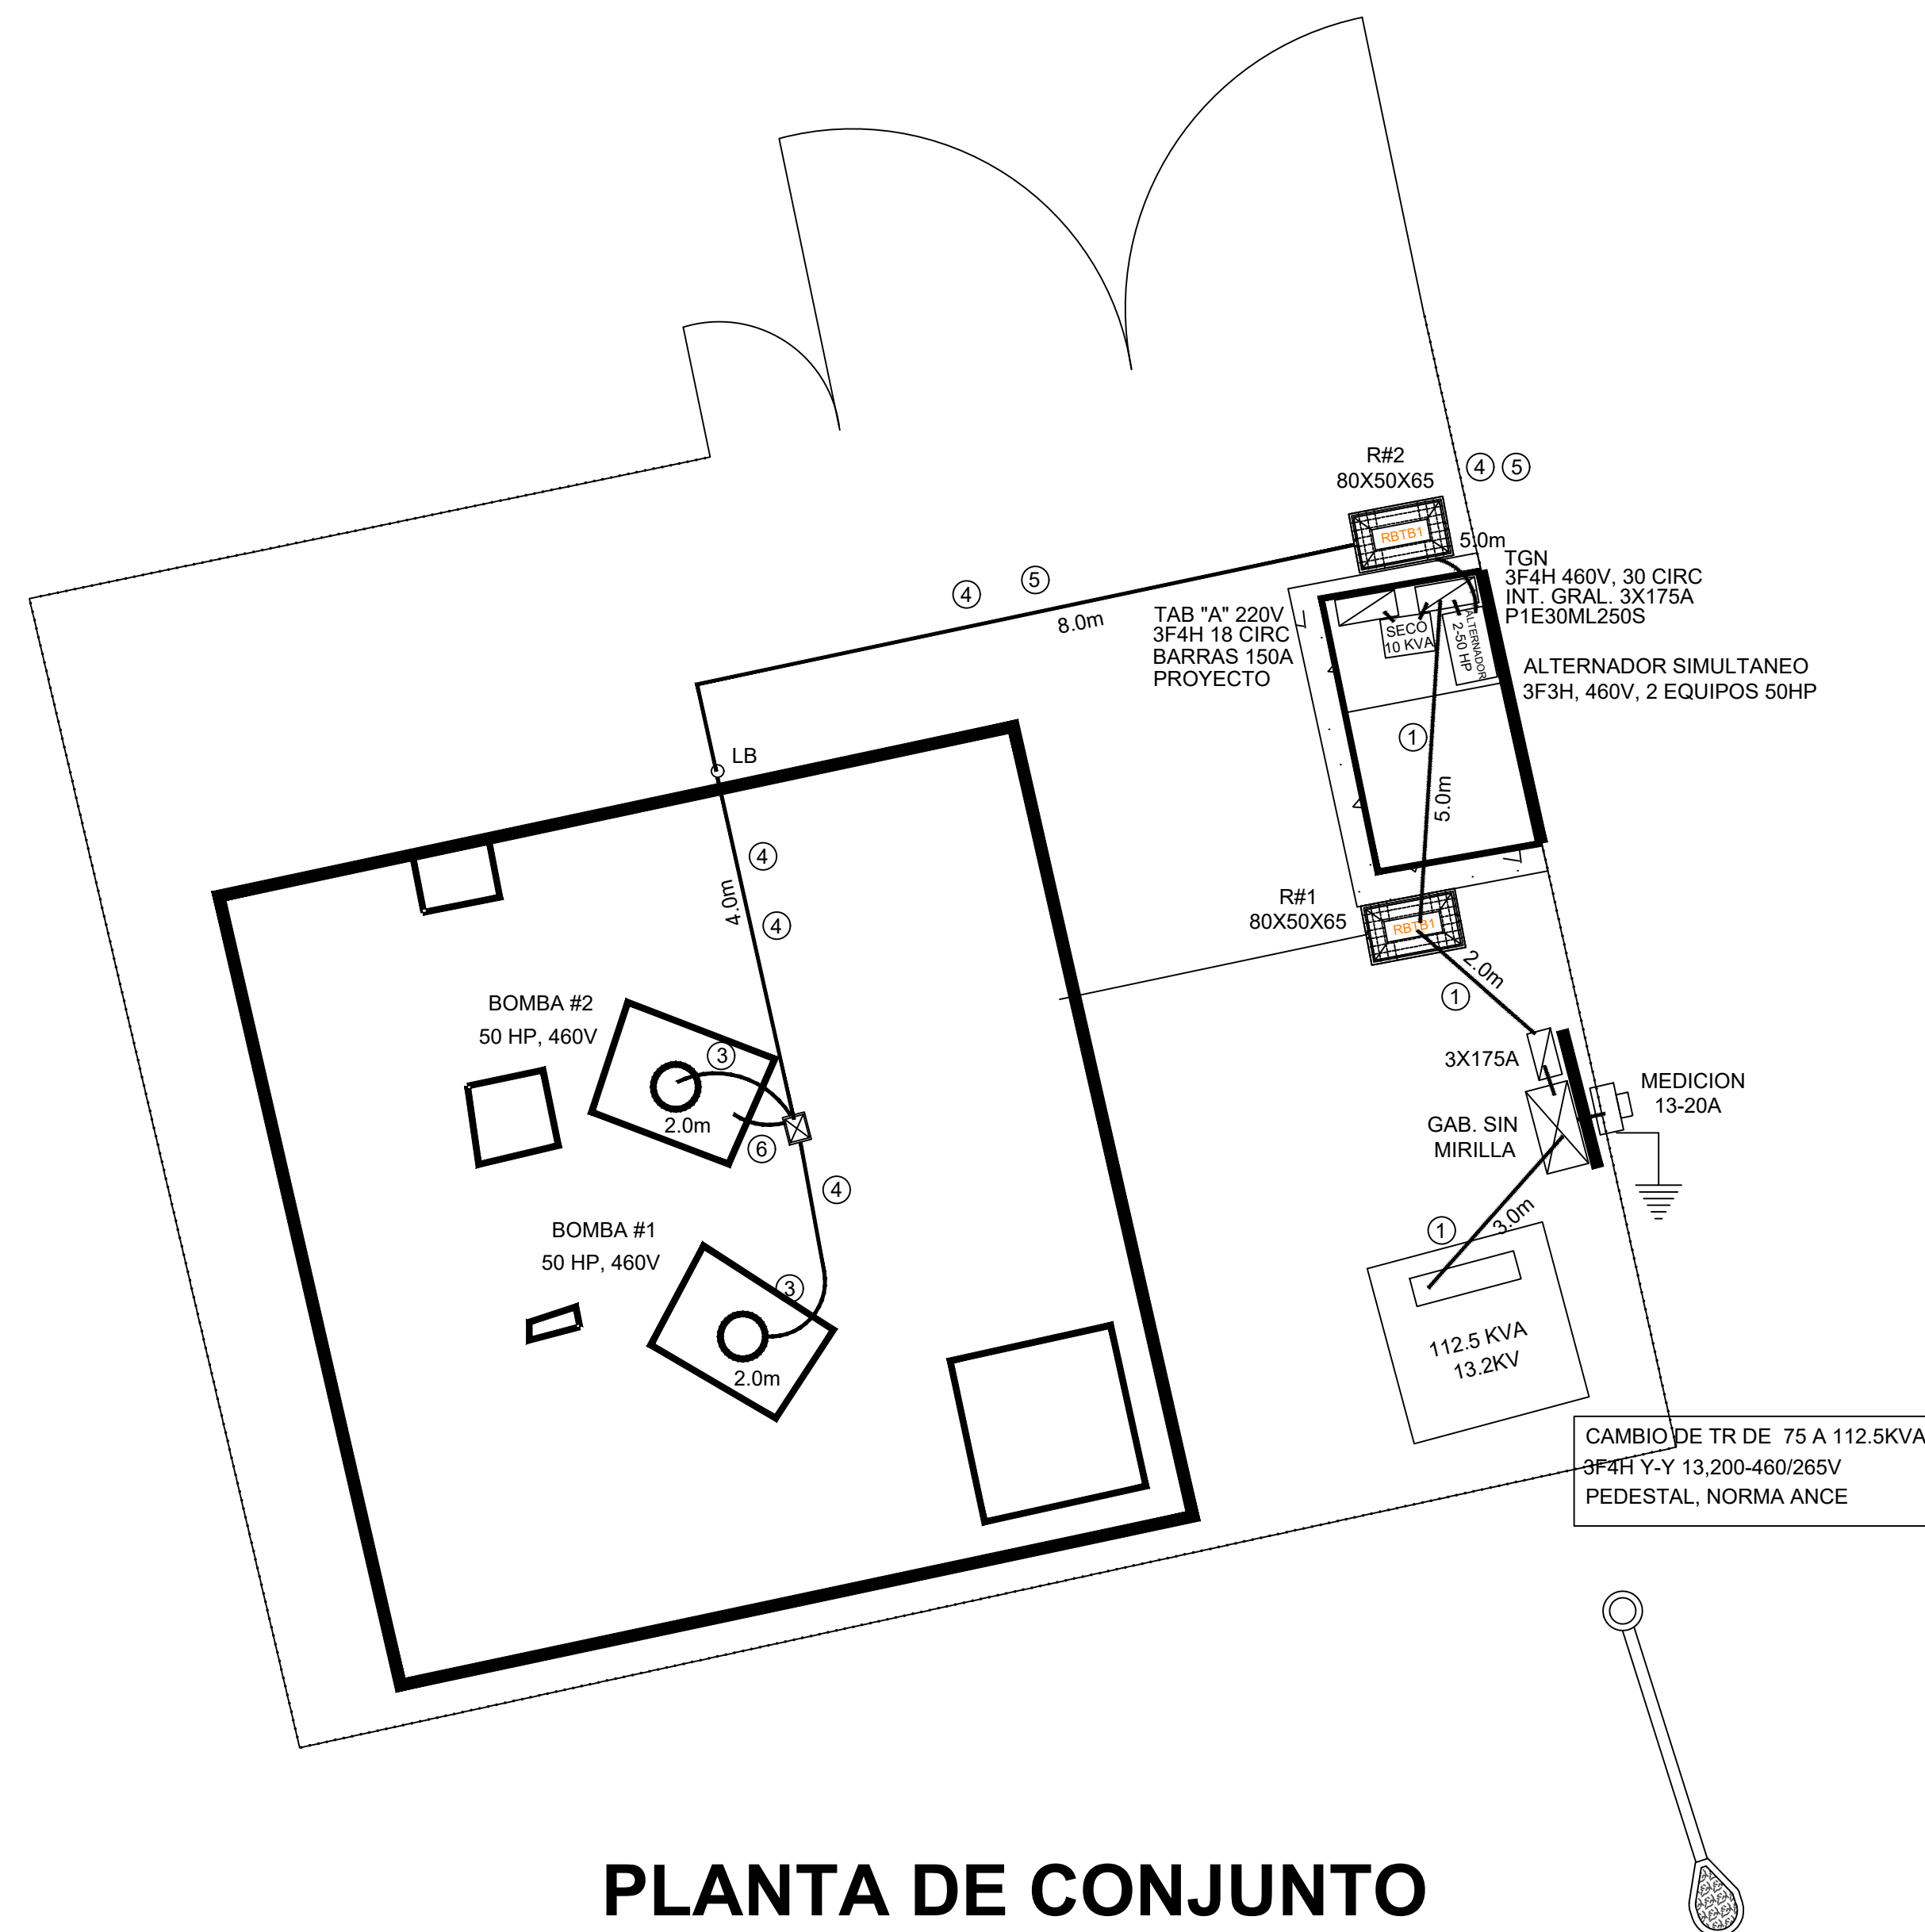 R#2
80X50X65
4 5
RBTB1
5.0m
TGN
3F4H 460V, 30 CIRC
INT. GRAL. 3X175A
P1E30ML250S
4
5
8.0m
TAB "A" 220V
3F4H 18 CIRC
BARRAS 150A
PROYECTO
SECO
10 KVA
ALTERNADOR
2-50 HP
ALTERNADOR SIMULTANEO
3F3H, 460V, 2 EQUIPOS 50HP
1
5.0m
LB
4
4.0m
4
R#1
80X50X65
RBTB1
2.0m
1
BOMBA #2
50 HP, 460V
3
2.0m
6
3X175A
MEDICION
13-20A
GAB. SIN
MIRILLA
4
1
3.0m
BOMBA #1
50 HP, 460V
3
2.0m
112.5 KVA
13.2KV
CAMBIO DE TR DE 75 A 112.5KVA
3F4H Y-Y 13,200-460/265V
PEDESTAL, NORMA ANCE
PLANTA DE CONJUNTO